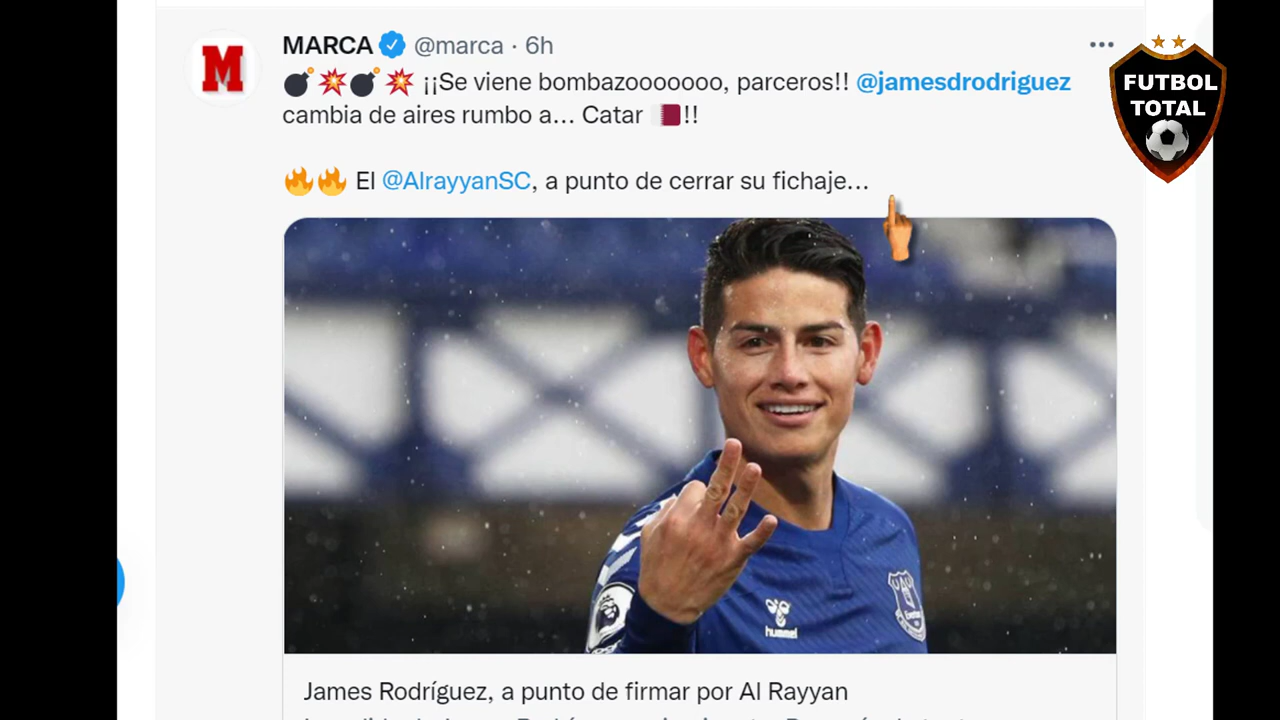 MARCA @marca · 6h
¡¡Se viene bombazooooooo, parceros!! @jamesdrodriguez
cambia de aires rumbo a... Catar !!
El @AlrayyanSC, a punto de cerrar su fichaje...
FUTBOL
TOTAL
M
hummel
Everton
James Rodríguez, a punto de firmar por Al Rayyan